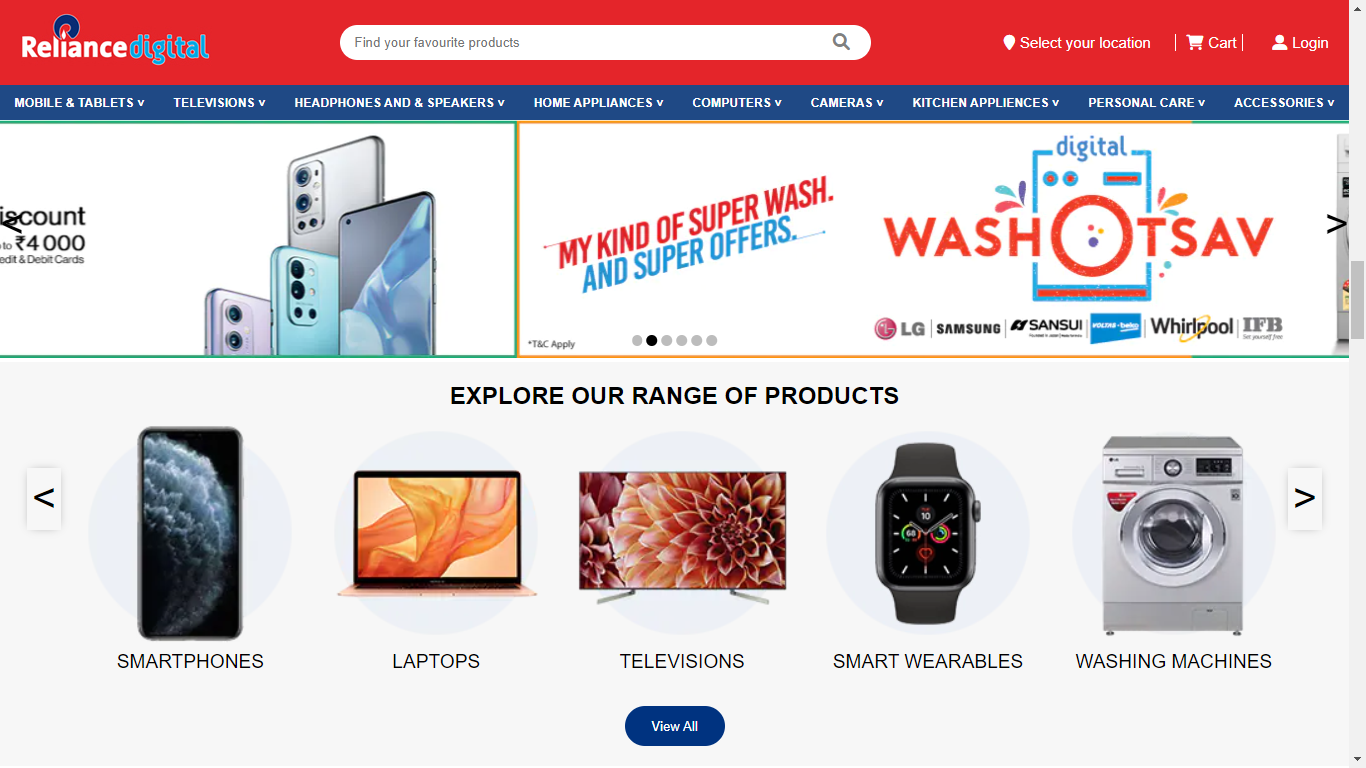 Reliance digital
Find your favourite products
Select your location
Cart
Login
MOBILE & TABLETS v
TELEVISIONS v
HEADPHONES AND & SPEAKERS v
HOME APPLIANCES v
COMPUTERS v
CAMERAS v
KITCHEN APPLIENCES v
PERSONAL CARE v
ACCESSORIES v
iscount
to ₹4 000
edit & Debit Cards
<
MY KIND OF SUPER WASH.
AND SUPER OFFERS.
*T&C Apply
digital
WASHOTSAV
LG | SAMSUNG | SANSUI | VOLTAS beko | Whirlpool | IFB
Set yourself free
>
EXPLORE OUR RANGE OF PRODUCTS
<
>
SMARTPHONES
LAPTOPS
TELEVISIONS
SMART WEARABLES
WASHING MACHINES
View All